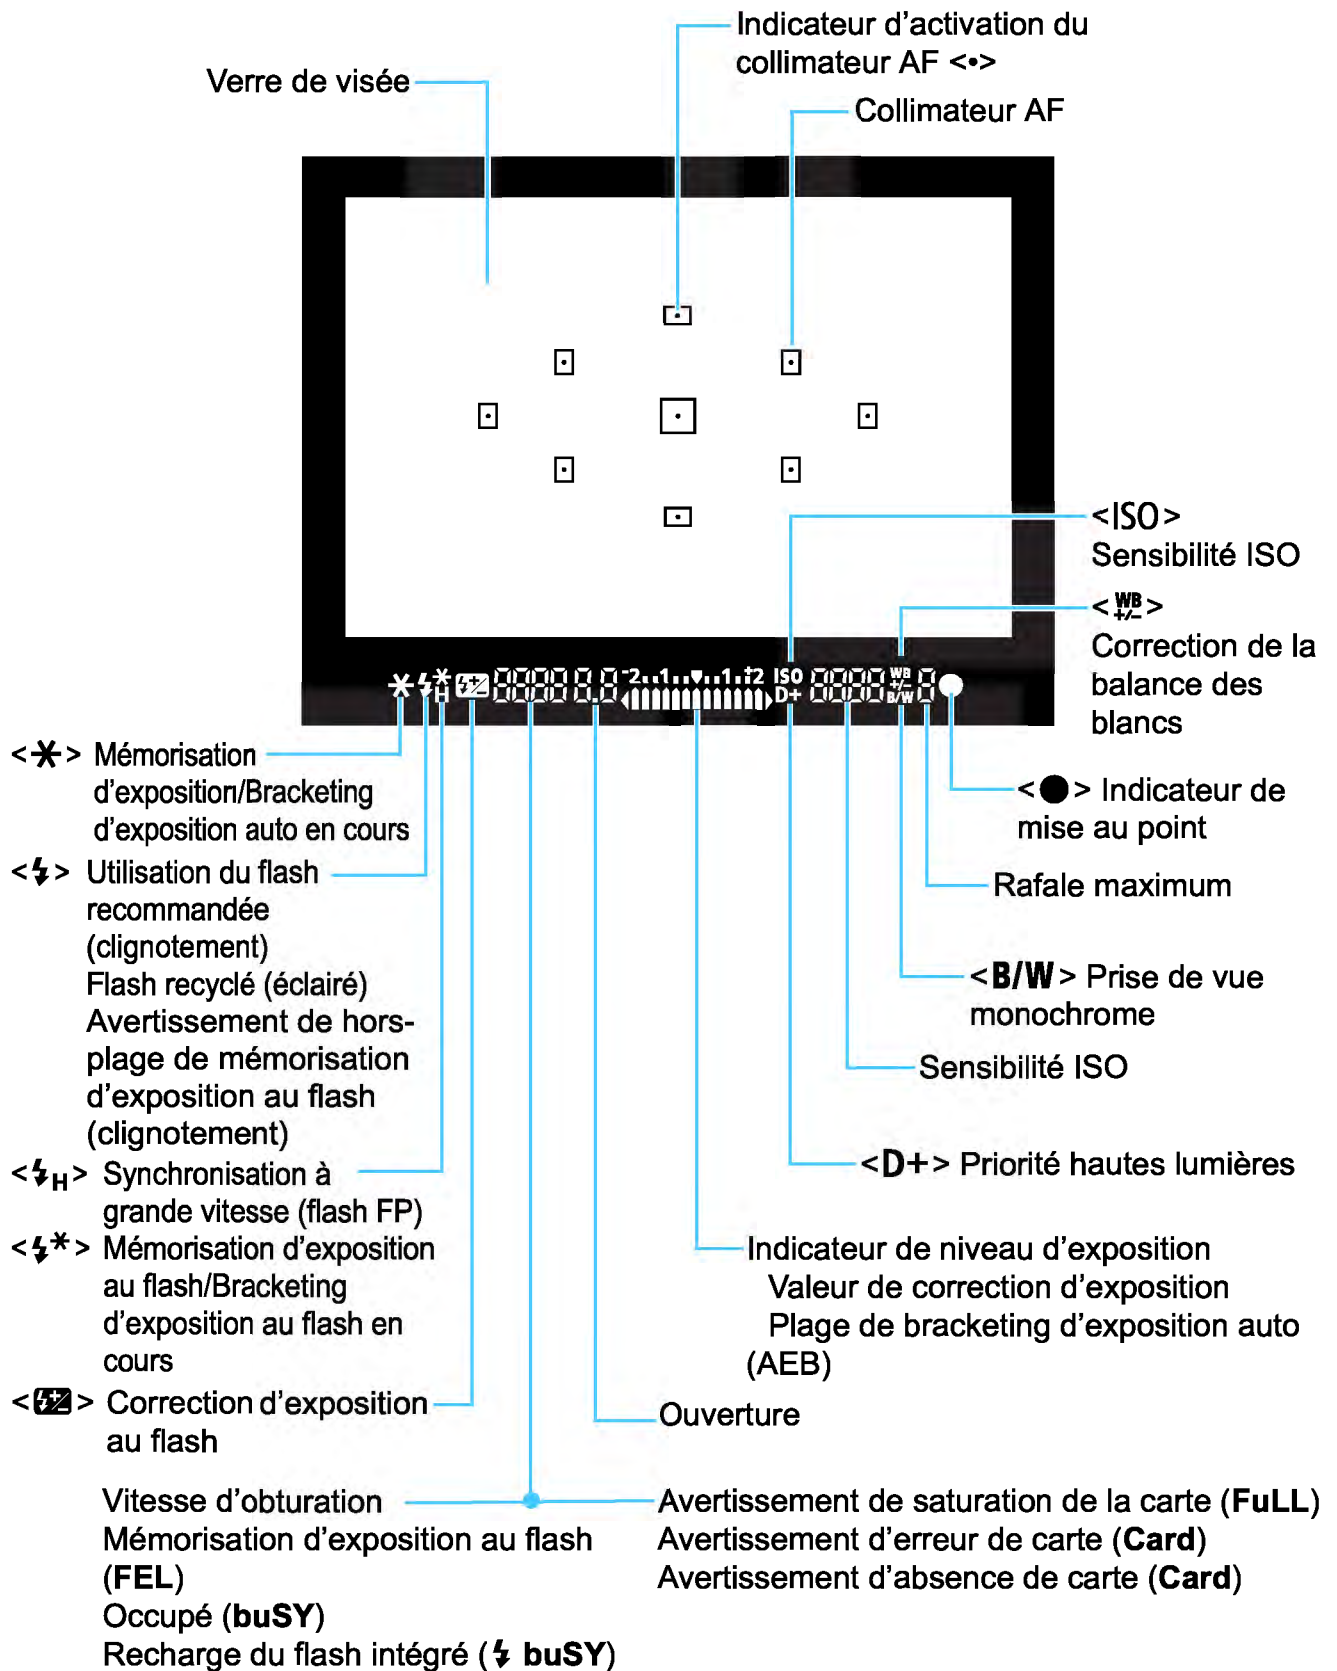 Indicateur d'activation du
collimateur AF <•>
Verre de visée
Collimateur AF
<ISO>
Sensibilité ISO
<WB +/->
Correction de la
balance des
blancs
-2..1..▼..1.+2 ISO
D+
WB
+/-
B/W
<✱> Mémorisation
d'exposition/Bracketing
d'exposition auto en cours
<●> Indicateur de
mise au point
<⚡> Utilisation du flash
recommandée
(clignotement)
Flash recyclé (éclairé)
Avertissement de hors-
plage de mémorisation
d'exposition au flash
(clignotement)
Rafale maximum
<B/W> Prise de vue
monochrome
Sensibilité ISO
<D+> Priorité hautes lumières
<⚡H> Synchronisation à
grande vitesse (flash FP)
<⚡✱> Mémorisation d'exposition
au flash/Bracketing
d'exposition au flash en
cours
Indicateur de niveau d'exposition
Valeur de correction d'exposition
Plage de bracketing d'exposition auto
(AEB)
<⚡±> Correction d'exposition
au flash
Ouverture
Vitesse d'obturation
Mémorisation d'exposition au flash
(FEL)
Occupé (buSY)
Recharge du flash intégré (⚡ buSY)
Avertissement de saturation de la carte (FuLL)
Avertissement d'erreur de carte (Card)
Avertissement d'absence de carte (Card)